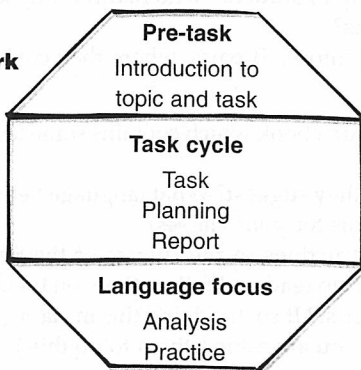 rk
Pre-task
Introduction to
topic and task
Task cycle
Task
Planning
Report
Language focus
Analysis
Practice